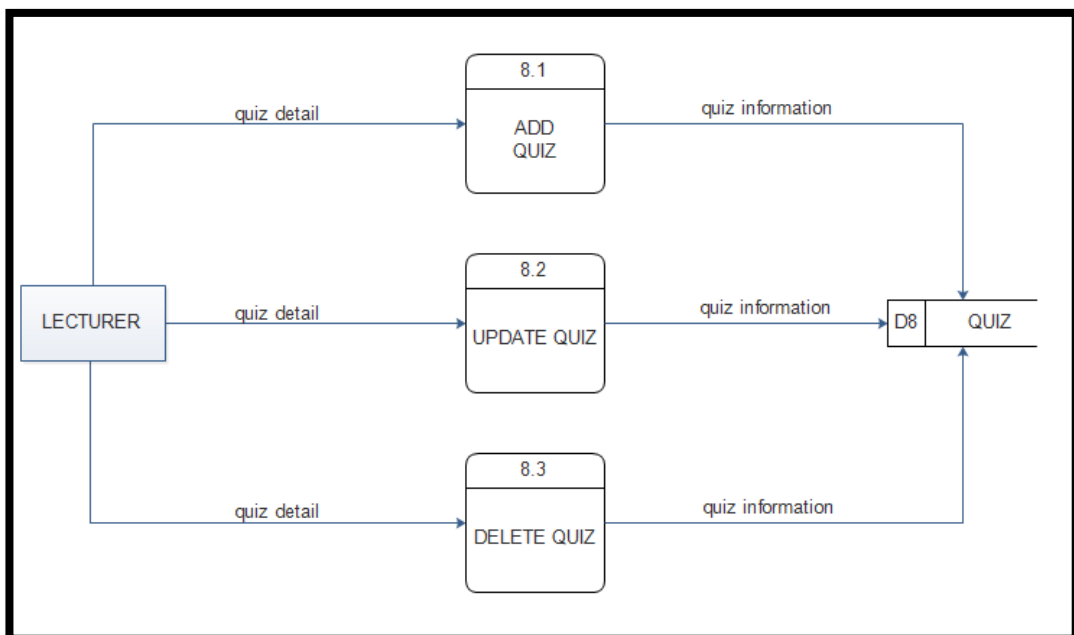 8.1
quiz detail
quiz information
ADD
QUIZ
8.2
quiz detail
quiz information
LECTURER
D8
QUIZ
UPDATE QUIZ
8.3
quiz detail
quiz information
DELETE QUIZ